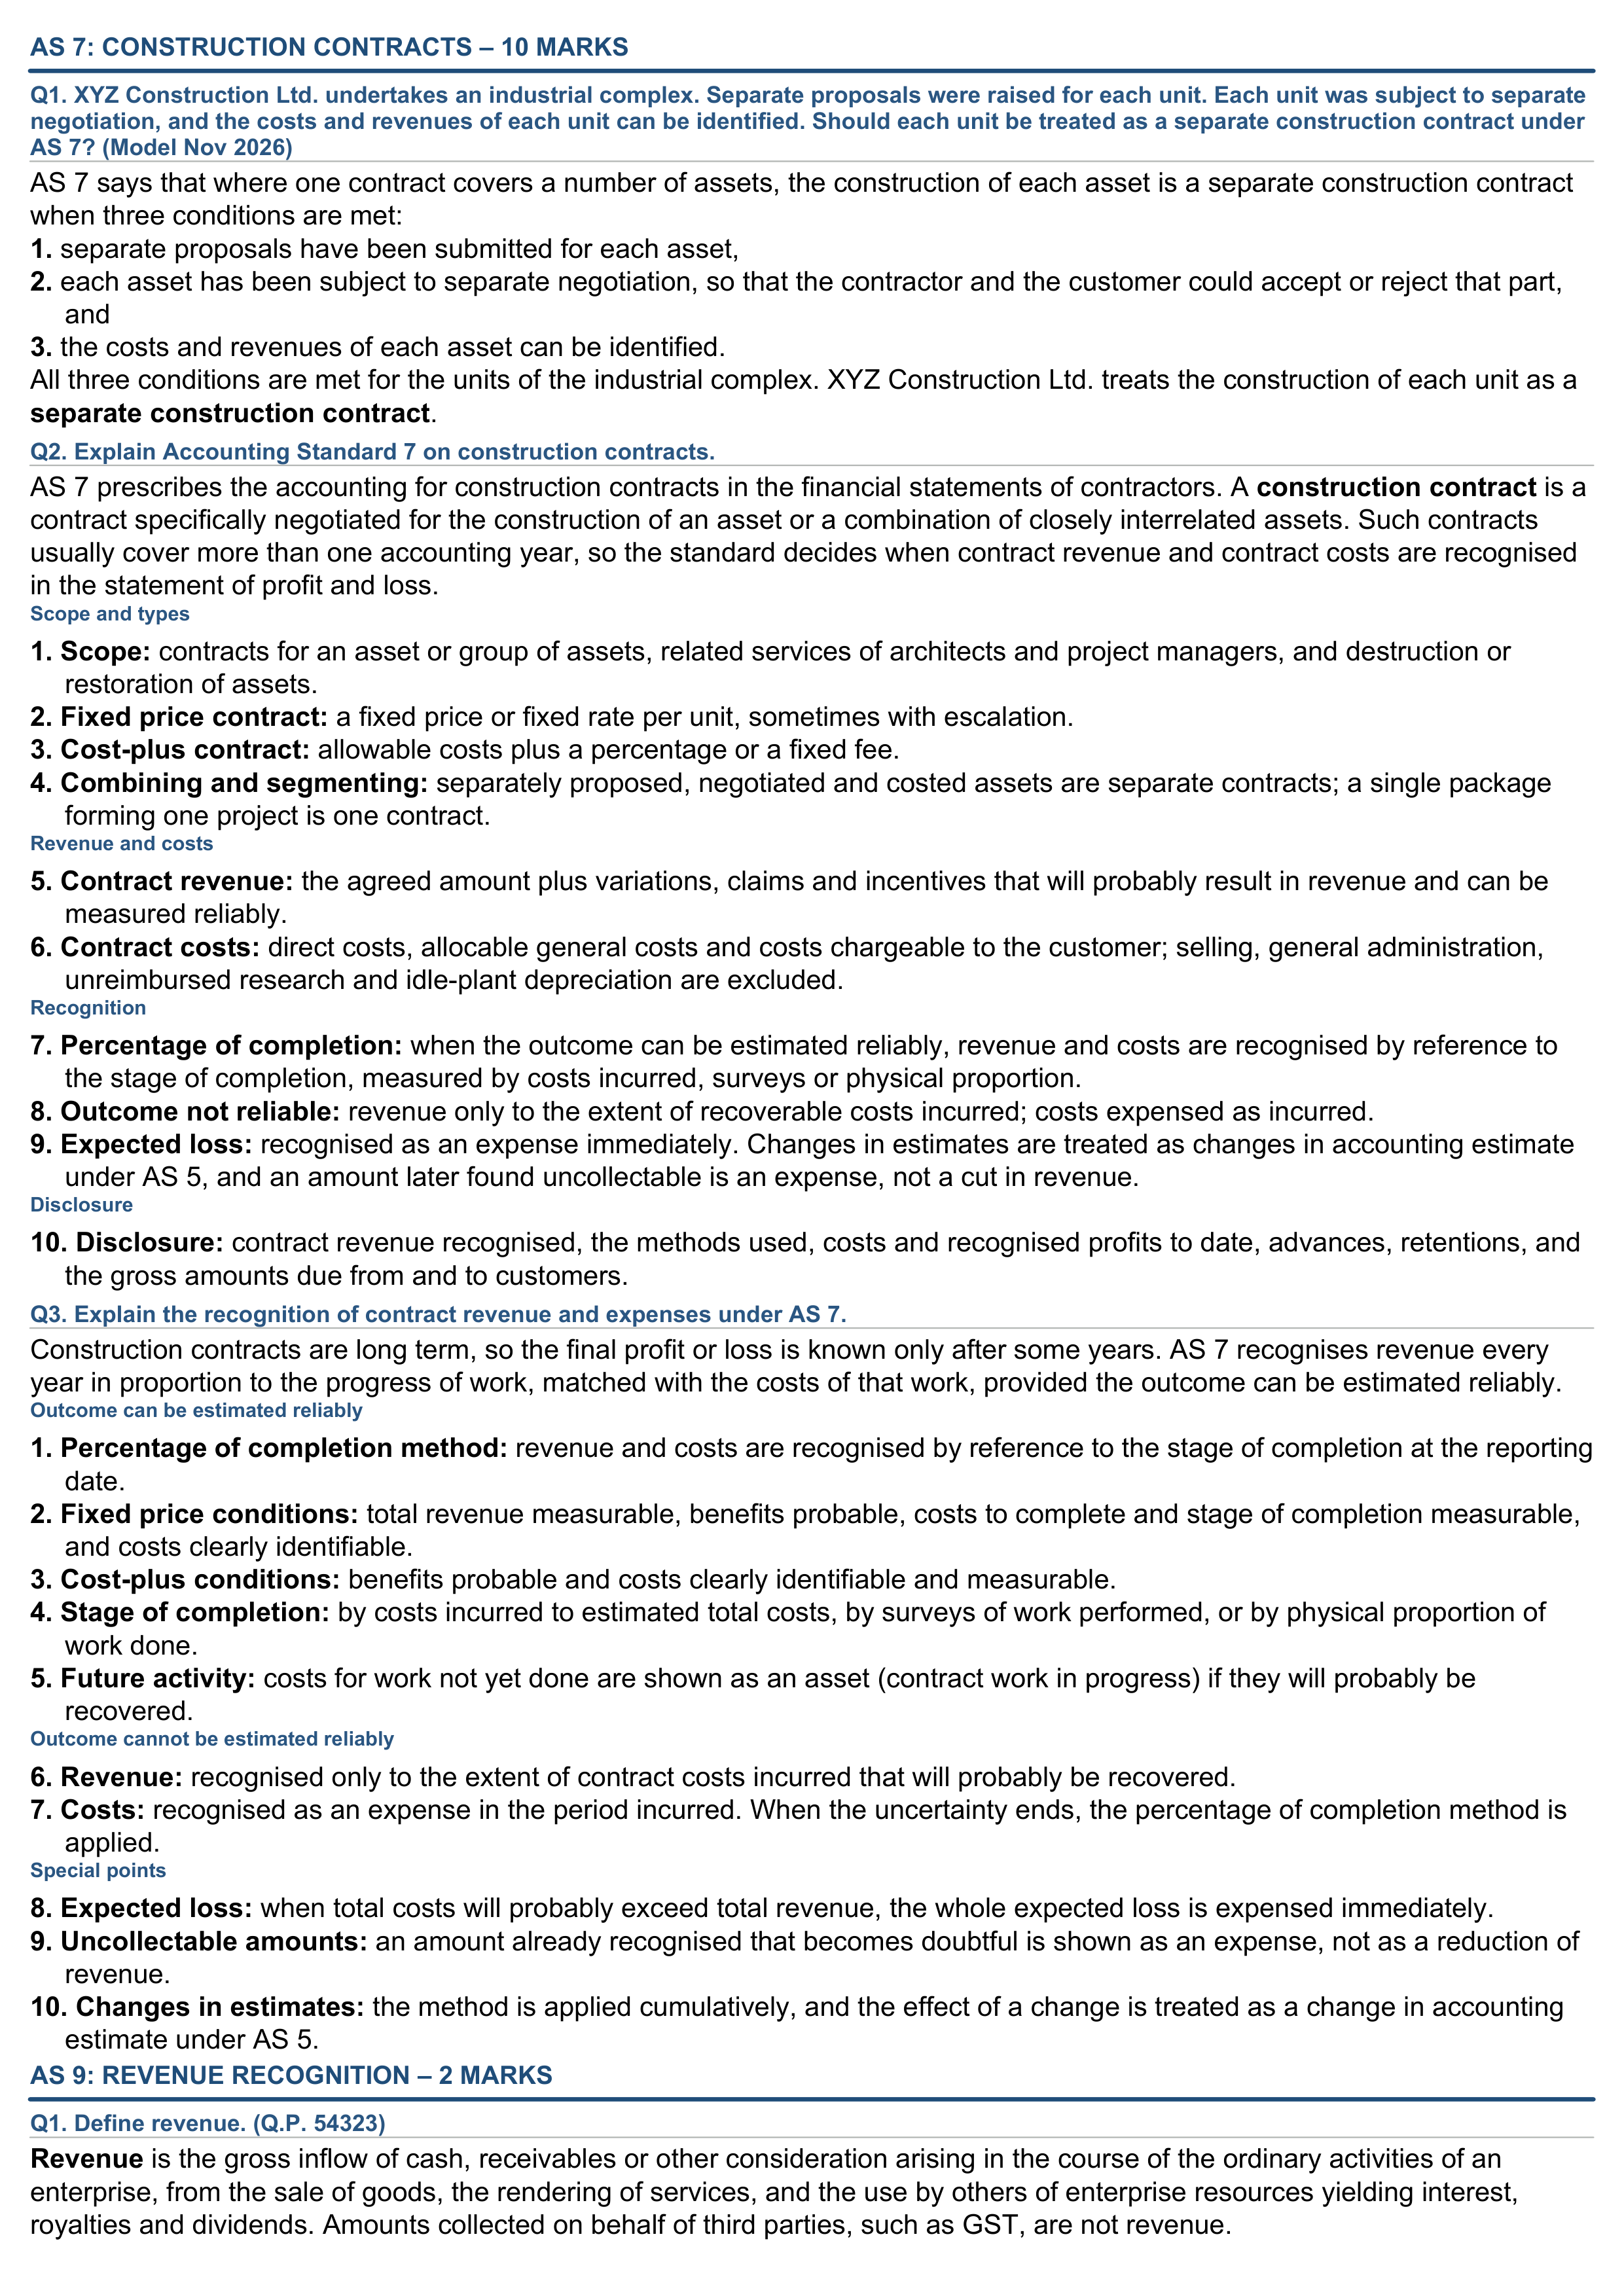 AS 7: CONSTRUCTION CONTRACTS – 10 MARKS
Q1. XYZ Construction Ltd. undertakes an industrial complex. Separate proposals were raised for each unit. Each unit was subject to separate
negotiation, and the costs and revenues of each unit can be identified. Should each unit be treated as a separate construction contract under
AS 7? (Model Nov 2026)
AS 7 says that where one contract covers a number of assets, the construction of each asset is a separate construction contract
when three conditions are met:
1. separate proposals have been submitted for each asset,
2. each asset has been subject to separate negotiation, so that the contractor and the customer could accept or reject that part,
and
3. the costs and revenues of each asset can be identified.
All three conditions are met for the units of the industrial complex. XYZ Construction Ltd. treats the construction of each unit as a
separate construction contract.
Q2. Explain Accounting Standard 7 on construction contracts.
AS 7 prescribes the accounting for construction contracts in the financial statements of contractors. A construction contract is a
contract specifically negotiated for the construction of an asset or a combination of closely interrelated assets. Such contracts
usually cover more than one accounting year, so the standard decides when contract revenue and contract costs are recognised
in the statement of profit and loss.
Scope and types
1. Scope: contracts for an asset or group of assets, related services of architects and project managers, and destruction or
restoration of assets.
2. Fixed price contract: a fixed price or fixed rate per unit, sometimes with escalation.
3. Cost-plus contract: allowable costs plus a percentage or a fixed fee.
4. Combining and segmenting: separately proposed, negotiated and costed assets are separate contracts; a single package
forming one project is one contract.
Revenue and costs
5. Contract revenue: the agreed amount plus variations, claims and incentives that will probably result in revenue and can be
measured reliably.
6. Contract costs: direct costs, allocable general costs and costs chargeable to the customer; selling, general administration,
unreimbursed research and idle-plant depreciation are excluded.
Recognition
7. Percentage of completion: when the outcome can be estimated reliably, revenue and costs are recognised by reference to
the stage of completion, measured by costs incurred, surveys or physical proportion.
8. Outcome not reliable: revenue only to the extent of recoverable costs incurred; costs expensed as incurred.
9. Expected loss: recognised as an expense immediately. Changes in estimates are treated as changes in accounting estimate
under AS 5, and an amount later found uncollectable is an expense, not a cut in revenue.
Disclosure
10. Disclosure: contract revenue recognised, the methods used, costs and recognised profits to date, advances, retentions, and
the gross amounts due from and to customers.
Q3. Explain the recognition of contract revenue and expenses under AS 7.
Construction contracts are long term, so the final profit or loss is known only after some years. AS 7 recognises revenue every
year in proportion to the progress of work, matched with the costs of that work, provided the outcome can be estimated reliably.
Outcome can be estimated reliably
1. Percentage of completion method: revenue and costs are recognised by reference to the stage of completion at the reporting
date.
2. Fixed price conditions: total revenue measurable, benefits probable, costs to complete and stage of completion measurable,
and costs clearly identifiable.
3. Cost-plus conditions: benefits probable and costs clearly identifiable and measurable.
4. Stage of completion: by costs incurred to estimated total costs, by surveys of work performed, or by physical proportion of
work done.
5. Future activity: costs for work not yet done are shown as an asset (contract work in progress) if they will probably be
recovered.
Outcome cannot be estimated reliably
6. Revenue: recognised only to the extent of contract costs incurred that will probably be recovered.
7. Costs: recognised as an expense in the period incurred. When the uncertainty ends, the percentage of completion method is
applied.
Special points
8. Expected loss: when total costs will probably exceed total revenue, the whole expected loss is expensed immediately.
9. Uncollectable amounts: an amount already recognised that becomes doubtful is shown as an expense, not as a reduction of
revenue.
10. Changes in estimates: the method is applied cumulatively, and the effect of a change is treated as a change in accounting
estimate under AS 5.
AS 9: REVENUE RECOGNITION – 2 MARKS
Q1. Define revenue. (Q.P. 54323)
Revenue is the gross inflow of cash, receivables or other consideration arising in the course of the ordinary activities of an
enterprise, from the sale of goods, the rendering of services, and the use by others of enterprise resources yielding interest,
royalties and dividends. Amounts collected on behalf of third parties, such as GST, are not revenue.